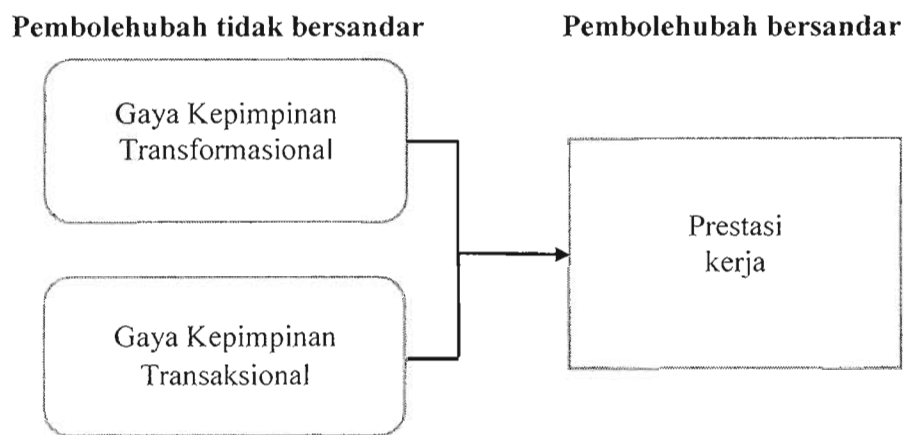 Pembolehubah tidak bersandar
Pembolehubah bersandar
Gaya Kepimpinan
Transformasional
Prestasi
kerja
Gaya Kepimpinan
Transaksional